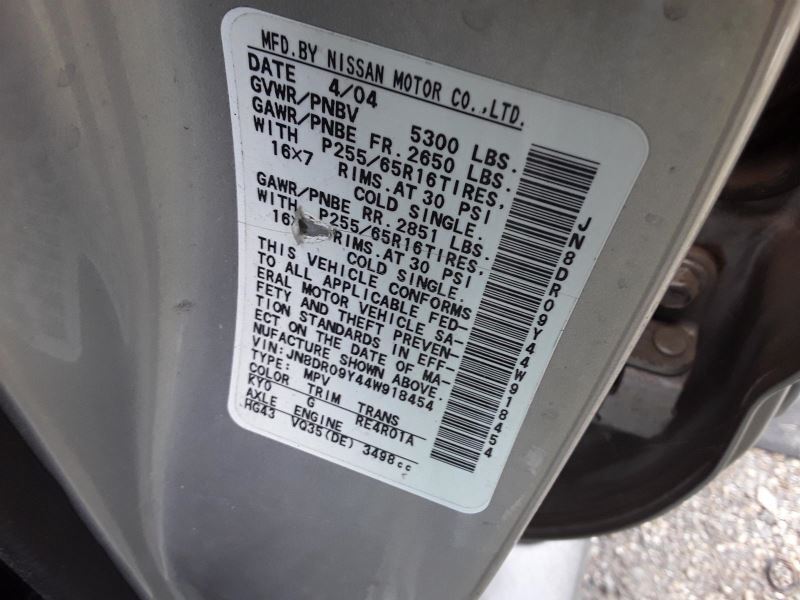 MFD.BY NISSAN MOTOR CO.,LTD.
DATE 4/04
GVWR/PNBV 5300 LBS.
GAWR/PNBE FR.2650 LBS.
WITH P255/65R16TIRES,
16×7 RIMS.AT 30 PSI
COLD SINGLE.
GAWR/PNBE RR.2851 LBS.
WITH P255/65R16TIRES,
RIMS.AT 30 PSI
COLD SINGLE.
THIS VEHICLE CONFORMS
TO ALL APPLICABLE FED-
ERAL MOTOR VEHICLE SA-
FETY AND THEFT PREVEN-
TION STANDARDS IN EFF-
ECT ON THE DATE OF MA-
NUFACTURE SHOWN ABOVE.
VIN:JN8DR09Y44W918454
TYPE: MPV
COLOR TRIM TRANS
KY0 G RE4R01A
AXLE ENGINE
HG43 VQ35(DE) 3498cc
JN8DR09Y44W918454